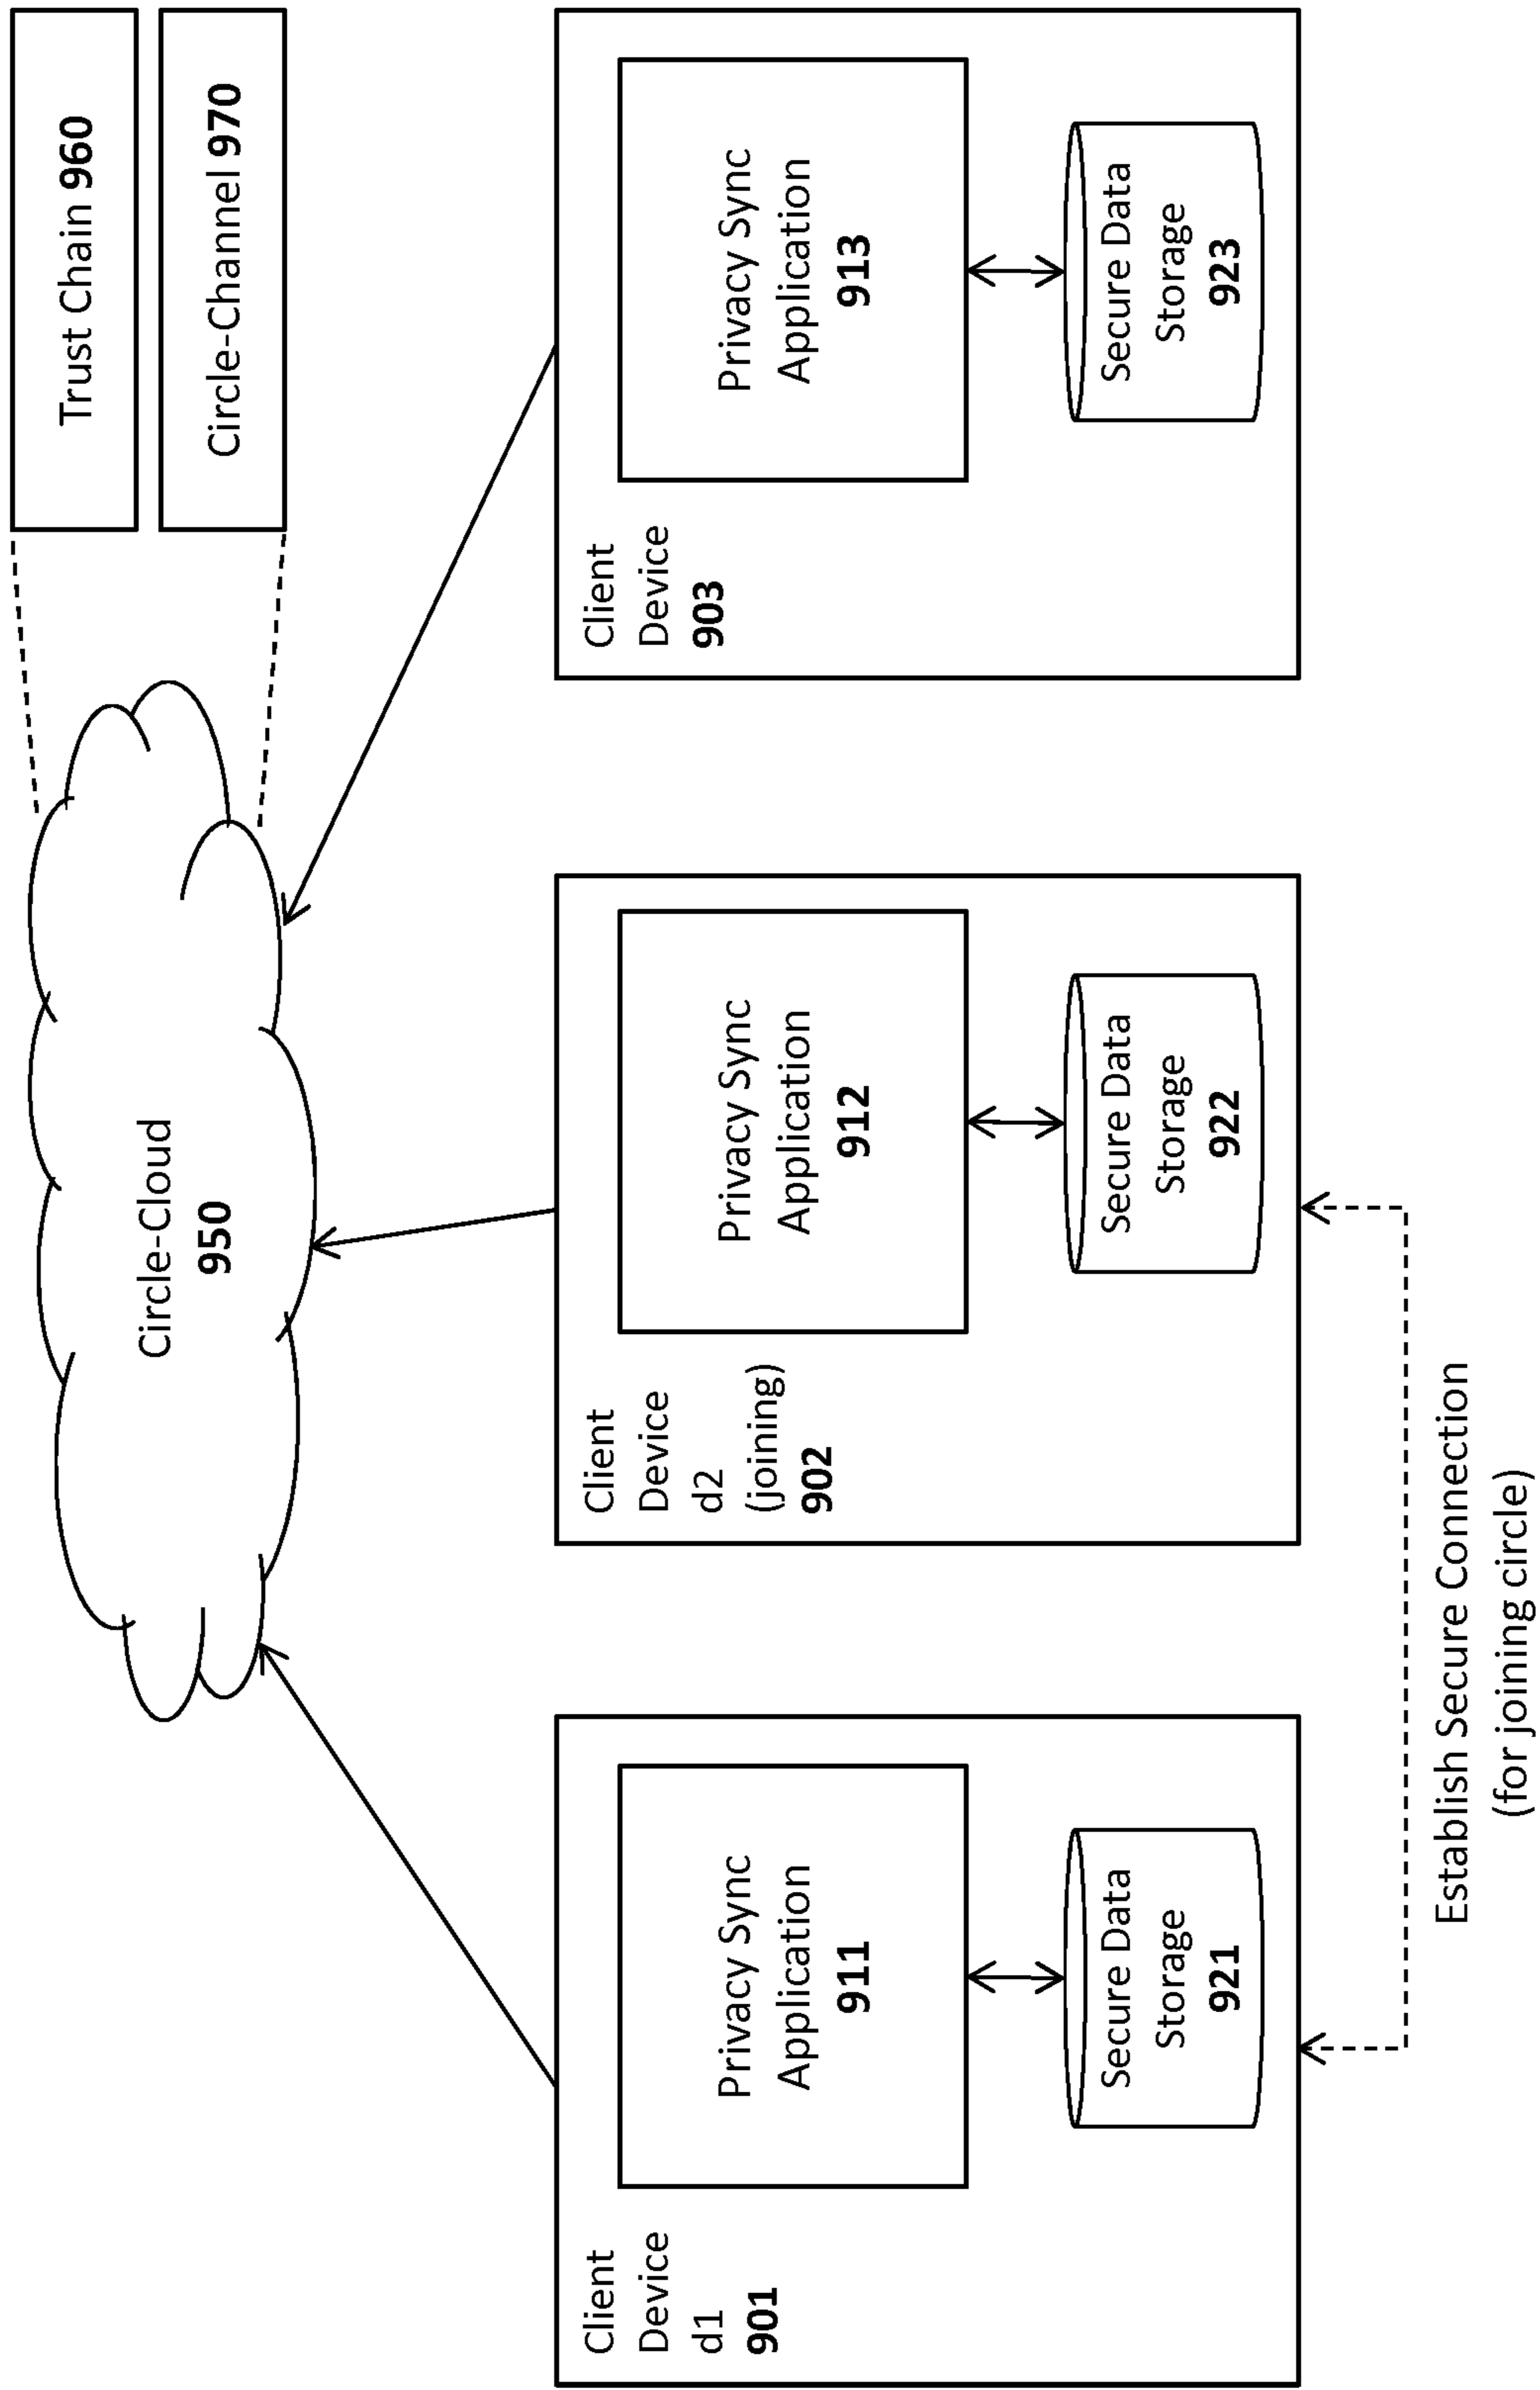 Trust Chain 960
Circle-Channel 970
Circle-Cloud
950
Client
Device
d1
901
Privacy Sync
Application
911
Secure Data
Storage
921
Client
Device
d2
(joining)
902
Privacy Sync
Application
912
Secure Data
Storage
922
Client
Device
903
Privacy Sync
Application
913
Secure Data
Storage
923
Establish Secure Connection
(for joining circle)